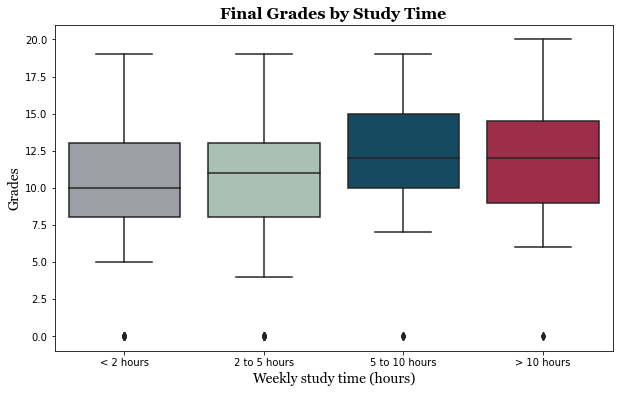 Final Grades by Study Time
Grades
20.0
17.5
15.0
12.5
10.0
7.5
5.0
2.5
0.0
< 2 hours
2 to 5 hours
5 to 10 hours
> 10 hours
Weekly study time (hours)